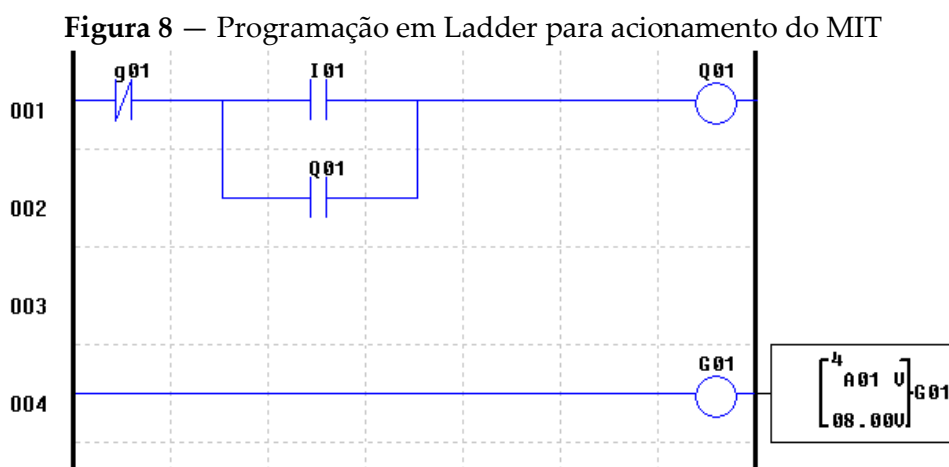 Figura 8 — Programação em Ladder para acionamento do MIT
g01 I01 Q01
001
Q01
002
003
G01
004
4
A01 V
G01
08.00V